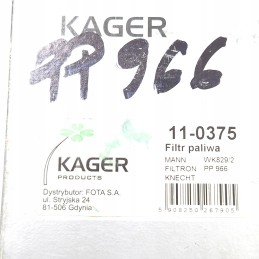 KAGER
PP 966
11-0375
Filtr paliwa
MANN WK829/2
FILTRON PP 966
KNECHT
KAGER
PRODUCTS
Dystrybutor: FOTA S.A.
ul. Stryjska 24
81-506 Gdynia